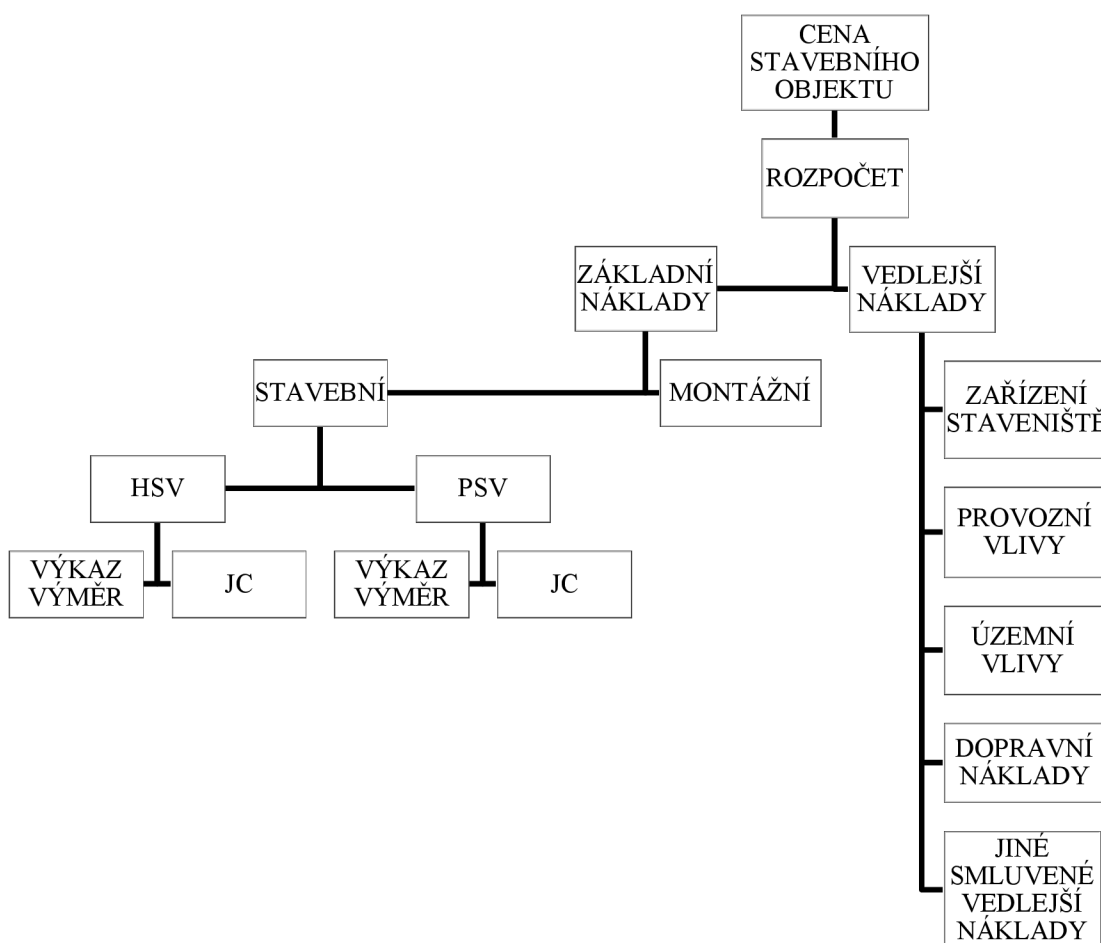 CENA
STAVEBNÍHO
OBJEKTU
ROZPOČET
ZÁKLADNÍ
NÁKLADY
VEDLEJŠÍ
NÁKLADY
STAVEBNÍ
MONTÁŽNÍ
ZAŘÍZENÍ
STAVENIŠTĚ
HSV
PSV
PROVOZNÍ
VLIVY
VÝKAZ
VÝMĚR
JC
VÝKAZ
VÝMĚR
JC
ÚZEMNÍ
VLIVY
DOPRAVNÍ
NÁKLADY
JINÉ
SMLUVENÉ
VEDLEJŠÍ
NÁKLADY